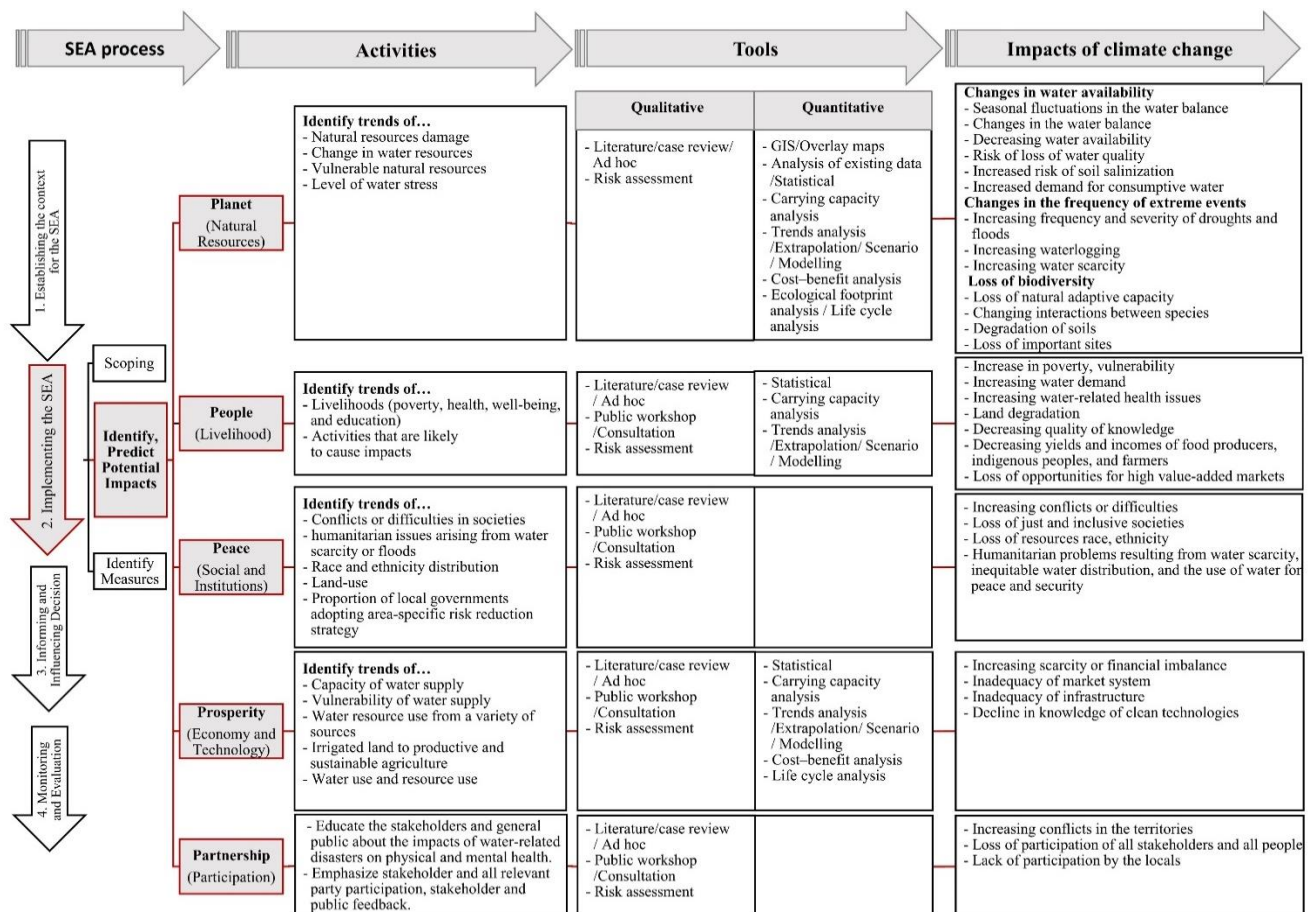 SEA process
Activities
Tools
Impacts of climate change
Qualitative
Quantitative
1. Establishing the context
for the SEA
2. Implementing the SEA
3. Informing and
Influencing Decision
4. Monitoring
and Evaluation
Scoping
Identify,
Predict
Potential
Impacts
Identify
Measures
Planet
(Natural
Resources)
Identify trends of…
- Natural resources damage
- Change in water resources
- Vulnerable natural resources
- Level of water stress
- Literature/case review/
Ad hoc
- Risk assessment
- GIS/Overlay maps
- Analysis of existing data
/Statistical
- Carrying capacity
analysis
- Trends analysis
/Extrapolation/ Scenario
/ Modelling
- Cost–benefit analysis
- Ecological footprint
analysis / Life cycle
analysis
Changes in water availability
- Seasonal fluctuations in the water balance
- Changes in the water balance
- Decreasing water availability
- Risk of loss of water quality
- Increased risk of soil salinization
- Increased demand for consumptive water
Changes in the frequency of extreme events
- Increasing frequency and severity of droughts and
floods
- Increasing waterlogging
- Increasing water scarcity
Loss of biodiversity
- Loss of natural adaptive capacity
- Changing interactions between species
- Degradation of soils
- Loss of important sites
People
(Livelihood)
Identify trends of…
- Livelihoods (poverty, health, well-being,
and education)
- Activities that are likely
to cause impacts
- Literature/case review
/ Ad hoc
- Public workshop
/Consultation
- Risk assessment
- Statistical
- Carrying capacity
analysis
- Trends analysis
/Extrapolation/ Scenario
/ Modelling
- Increase in poverty, vulnerability
- Increasing water demand
- Increasing water-related health issues
- Land degradation
- Decreasing quality of knowledge
- Decreasing yields and incomes of food producers,
indigenous peoples, and farmers
- Loss of opportunities for high value-added markets
Peace
(Social and
Institutions)
Identify trends of…
- Conflicts or difficulties in societies
- humanitarian issues arising from water
scarcity or floods
- Race and ethnicity distribution
- Land-use
- Proportion of local governments
adopting area-specific risk reduction
strategy
- Literature/case review
/ Ad hoc
- Public workshop
/Consultation
- Risk assessment
- Increasing conflicts or difficulties
- Loss of just and inclusive societies
- Loss of resources race, ethnicity
- Humanitarian problems resulting from water scarcity,
inequitable water distribution, and the use of water for
peace and security
Prosperity
(Economy and
Technology)
Identify trends of…
- Capacity of water supply
- Vulnerability of water supply
- Water resource use from a variety of
sources
- Irrigated land to productive and
sustainable agriculture
- Water use and resource use
- Literature/case review
/ Ad hoc
- Public workshop
/Consultation
- Risk assessment
- Statistical
- Carrying capacity
analysis
- Trends analysis
/Extrapolation/ Scenario
/ Modelling
- Cost–benefit analysis
- Life cycle analysis
- Increasing scarcity or financial imbalance
- Inadequacy of market system
- Inadequacy of infrastructure
- Decline in knowledge of clean technologies
Partnership
(Participation)
- Educate the stakeholders and general
public about the impacts of water-related
disasters on physical and mental health.
- Emphasize stakeholder and all relevant
party participation, stakeholder and
public feedback.
- Literature/case review
/ Ad hoc
- Public workshop
/Consultation
- Risk assessment
- Increasing conflicts in the territories
- Loss of participation of all stakeholders and all people
- Lack of participation by the locals